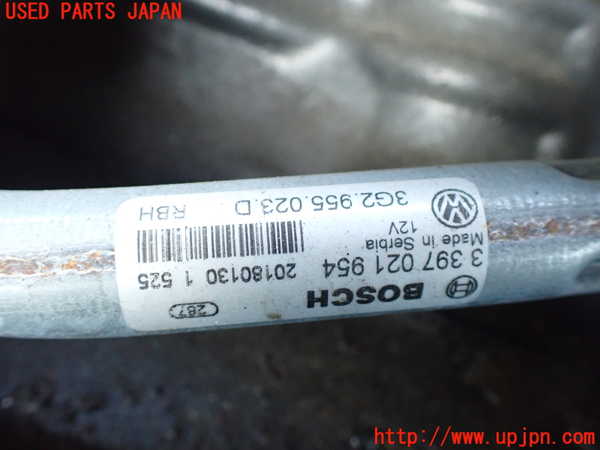 USED PARTS JAPAN
BOSCH
3 397 021 954
Made in Serbia
12V
3G2.955.023.D
RBH
20180130 1 525
287
http://www.upjpn.com/